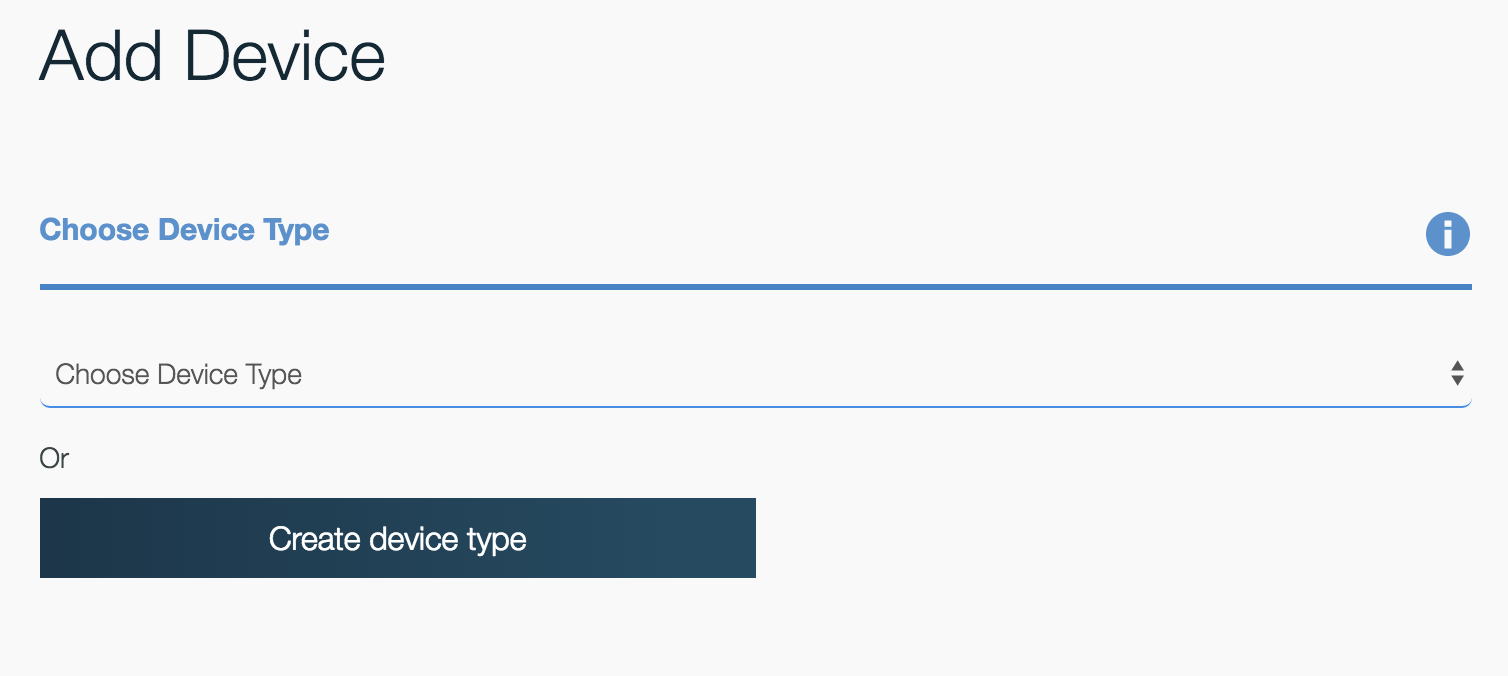 Add Device
Choose Device Type
Choose Device Type
Or
Create device type